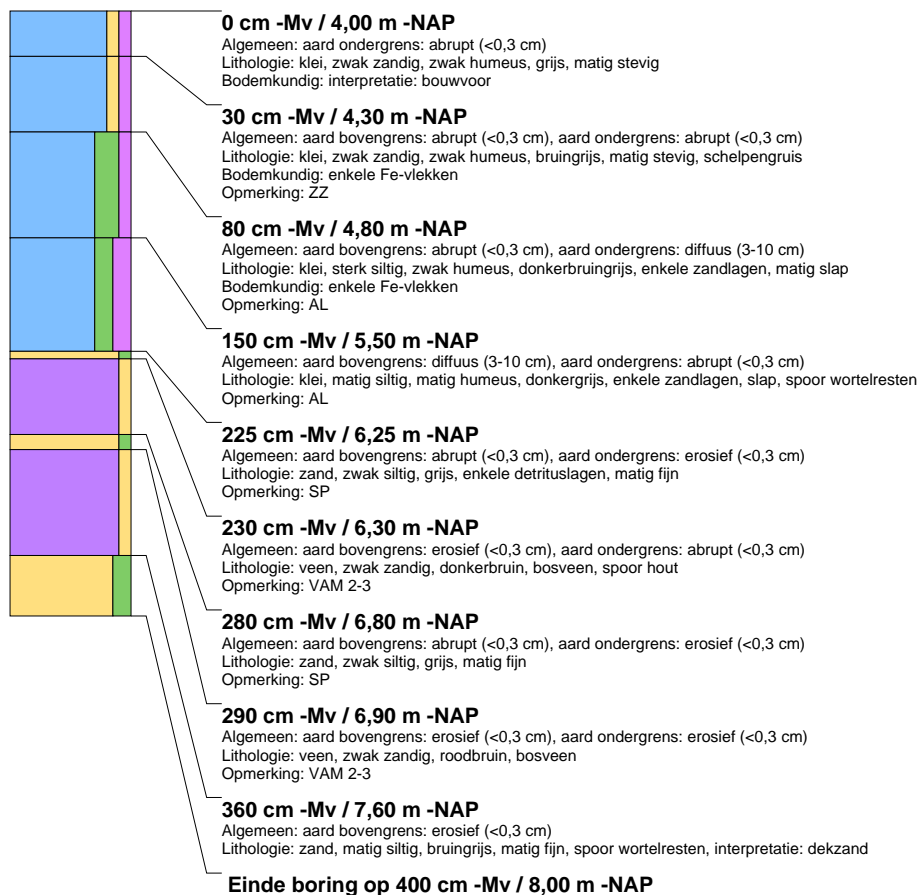 0 cm -Mv / 4,00 m -NAP
Algemeen: aard ondergrens: abrupt (<0,3 cm)
Lithologie: klei, zwak zandig, zwak humeus, grijs, matig stevig
Bodemkundig: interpretatie: bouwvoor
30 cm -Mv / 4,30 m -NAP
Algemeen: aard bovengrens: abrupt (<0,3 cm), aard ondergrens: abrupt (<0,3 cm)
Lithologie: klei, zwak zandig, zwak humeus, bruingrijs, matig stevig, schelpengruis
Bodemkundig: enkele Fe-vlekken
Opmerking: ZZ
80 cm -Mv / 4,80 m -NAP
Algemeen: aard bovengrens: abrupt (<0,3 cm), aard ondergrens: diffuus (3-10 cm)
Lithologie: klei, sterk siltig, zwak humeus, donkerbruingrijs, enkele zandlagen, matig slap
Bodemkundig: enkele Fe-vlekken
Opmerking: AL
150 cm -Mv / 5,50 m -NAP
Algemeen: aard bovengrens: diffuus (3-10 cm), aard ondergrens: abrupt (<0,3 cm)
Lithologie: klei, matig siltig, matig humeus, donkergrijs, enkele zandlagen, slap, spoor wortelresten
Opmerking: AL
225 cm -Mv / 6,25 m -NAP
Algemeen: aard bovengrens: abrupt (<0,3 cm), aard ondergrens: erosief (<0,3 cm)
Lithologie: zand, zwak siltig, grijs, enkele detrituslagen, matig fijn
Opmerking: SP
230 cm -Mv / 6,30 m -NAP
Algemeen: aard bovengrens: erosief (<0,3 cm), aard ondergrens: abrupt (<0,3 cm)
Lithologie: veen, zwak zandig, donkerbruin, bosveen, spoor hout
Opmerking: VAM 2-3
280 cm -Mv / 6,80 m -NAP
Algemeen: aard bovengrens: abrupt (<0,3 cm), aard ondergrens: erosief (<0,3 cm)
Lithologie: zand, zwak siltig, grijs, matig fijn
Opmerking: SP
290 cm -Mv / 6,90 m -NAP
Algemeen: aard bovengrens: erosief (<0,3 cm), aard ondergrens: erosief (<0,3 cm)
Lithologie: veen, zwak zandig, roodbruin, bosveen
Opmerking: VAM 2-3
360 cm -Mv / 7,60 m -NAP
Algemeen: aard bovengrens: erosief (<0,3 cm)
Lithologie: zand, matig siltig, bruingrijs, matig fijn, spoor wortelresten, interpretatie: dekzand
Einde boring op 400 cm -Mv / 8,00 m -NAP